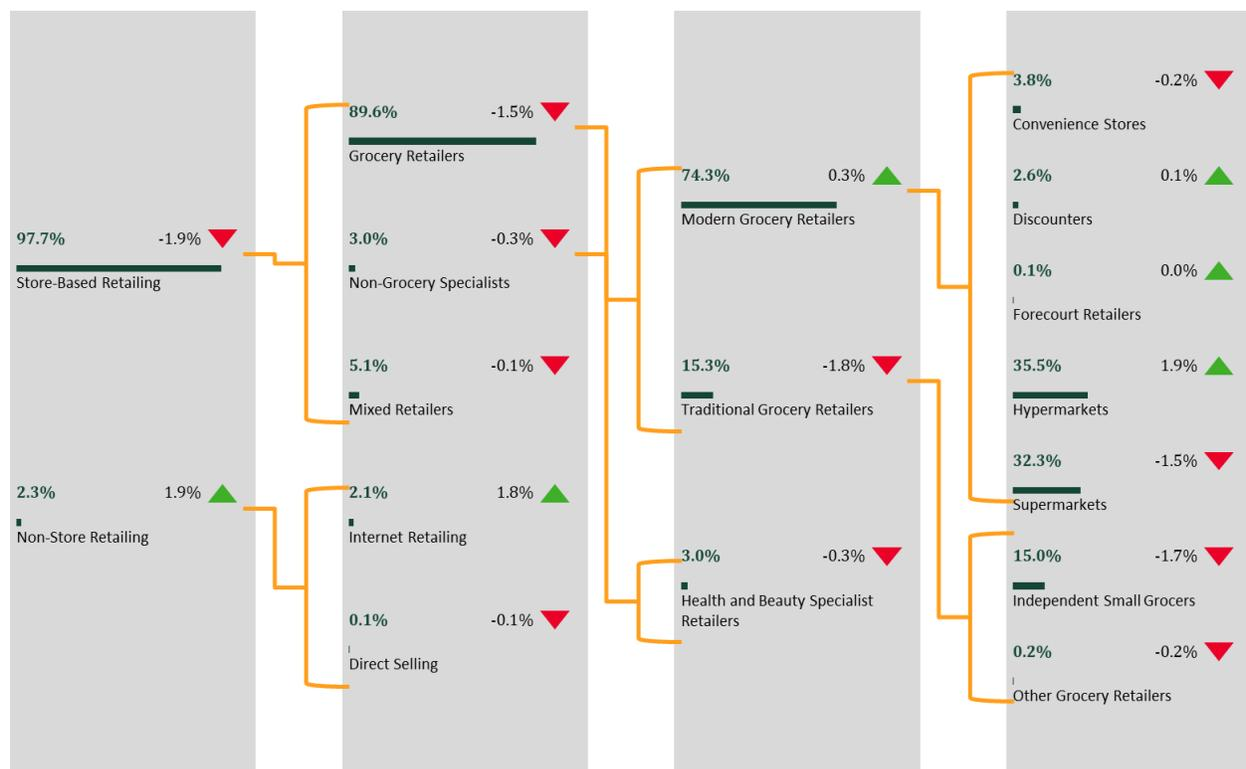 97.7% -1.9%
Store-Based Retailing
2.3% 1.9%
Non-Store Retailing
89.6% -1.5%
Grocery Retailers
3.0% -0.3%
Non-Grocery Specialists
5.1% -0.1%
Mixed Retailers
2.1% 1.8%
Internet Retailing
0.1% -0.1%
Direct Selling
74.3% 0.3%
Modern Grocery Retailers
15.3% -1.8%
Traditional Grocery Retailers
3.0% -0.3%
Health and Beauty Specialist
Retailers
3.8% -0.2%
Convenience Stores
2.6% 0.1%
Discounters
0.1% 0.0%
Forecourt Retailers
35.5% 1.9%
Hypermarkets
32.3% -1.5%
Supermarkets
15.0% -1.7%
Independent Small Grocers
0.2% -0.2%
Other Grocery Retailers